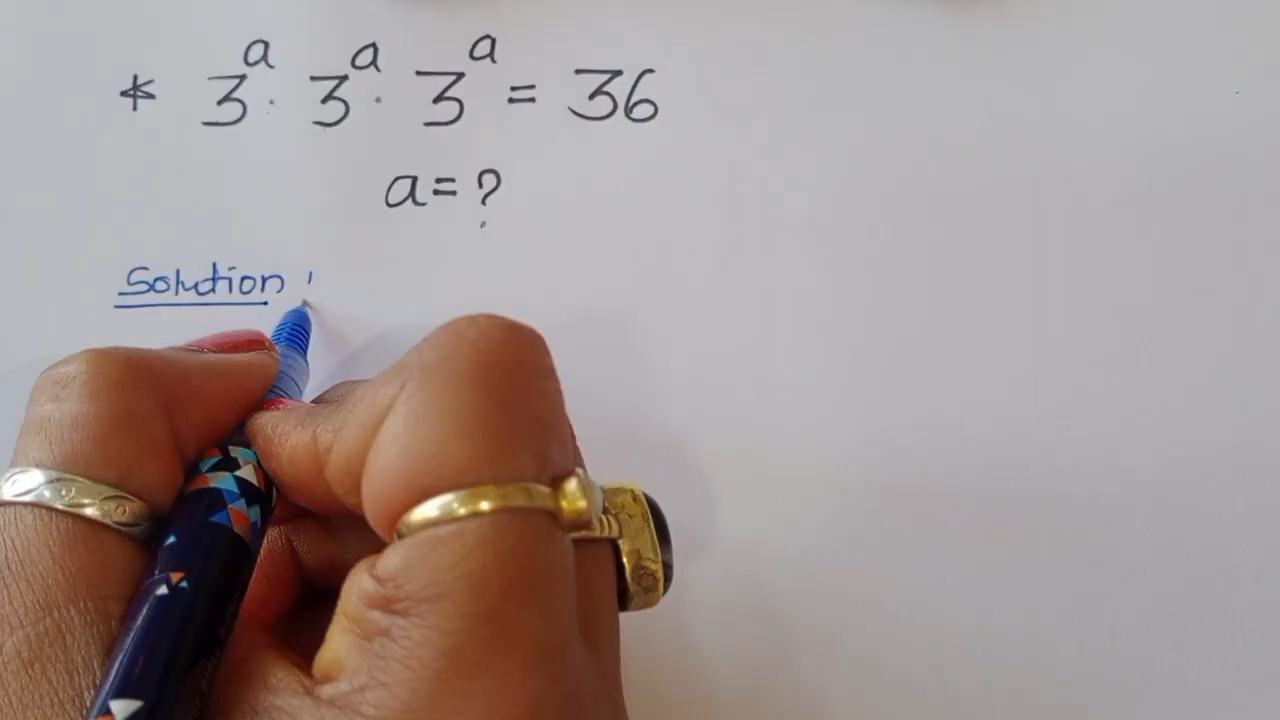 * 3^a · 3^a · 3^a = 36
a = ?
Solution :